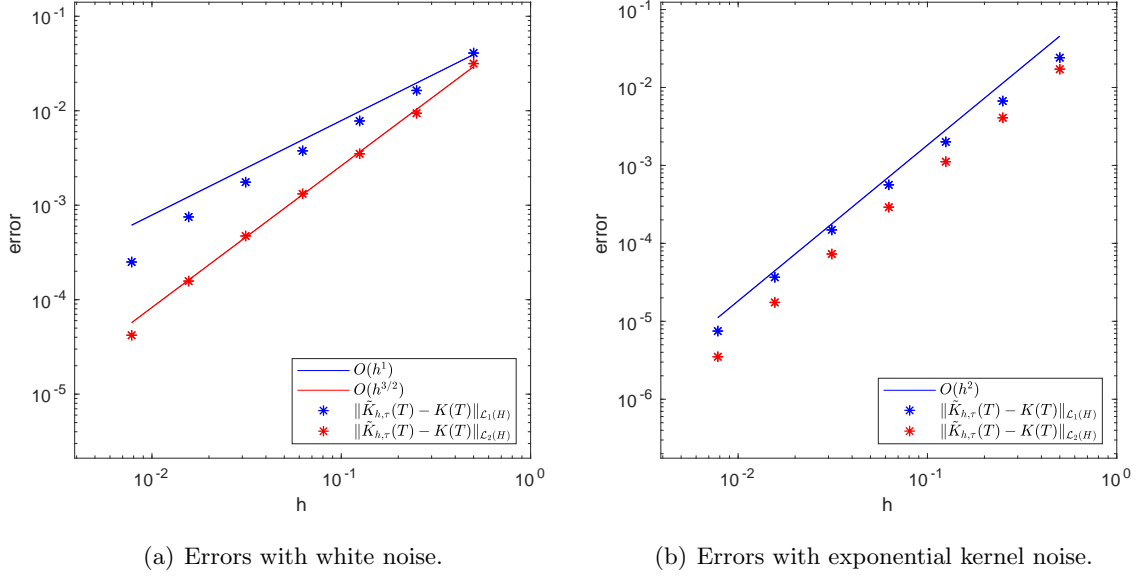 10^{-1}
10^{-2}
10^{-3}
10^{-4}
10^{-5}
error
10^{-2}
10^{-1}
10^{0}
h
O(h^1)
O(h^{3/2})
‖K̃_{h,τ}(T) − K(T)‖_{𝓛_1(H)}
‖K̃_{h,τ}(T) − K(T)‖_{𝓛_2(H)}
(a) Errors with white noise.
10^{-1}
10^{-2}
10^{-3}
10^{-4}
10^{-5}
10^{-6}
error
10^{-2}
10^{-1}
10^{0}
h
O(h^2)
‖K̃_{h,τ}(T) − K(T)‖_{𝓛_1(H)}
‖K̃_{h,τ}(T) − K(T)‖_{𝓛_2(H)}
(b) Errors with exponential kernel noise.